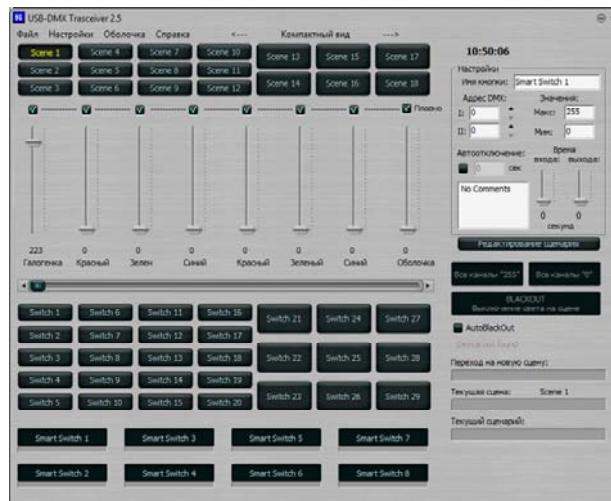 USB-DMX Trasceiver 2.5
Файл Настройки Оболочка Справка <--- Компактный вид --->
Scene 1 Scene 4 Scene 7 Scene 10 Scene 13 Scene 15 Scene 17
Scene 2 Scene 5 Scene 8 Scene 11
Scene 3 Scene 6 Scene 9 Scene 12 Scene 14 Scene 16 Scene 18
Плавно
223 0 0 0 0 0 0 0
Галогенка Красный Зелен Синий Красный Зеленый Синий Оболочка
Switch 1 Switch 6 Switch 11 Switch 16 Switch 21 Switch 24 Switch 27
Switch 2 Switch 7 Switch 12 Switch 17
Switch 3 Switch 8 Switch 13 Switch 18 Switch 22 Switch 25 Switch 28
Switch 4 Switch 9 Switch 14 Switch 19
Switch 5 Switch 10 Switch 15 Switch 20 Switch 23 Switch 26 Switch 29
Smart Switch 1 Smart Switch 3 Smart Switch 5 Smart Switch 7
Smart Switch 2 Smart Switch 4 Smart Switch 6 Smart Switch 8
10:50:06
Настройки
Имя кнопки: Smart Switch 1
Адрес DMX: Значения:
I: 0 Макс: 255
II: 0 Мин: 0
Автоотключение: Время
входа: выхода:
0 сек
No Comments
0 0
секунд
Редактирование сценария
Все каналы "255" Все каналы "0"
BLACKOUT
Выключение света на сцене
AutoBlackOut
Переход на новую сцену:
Текущая сцена: Scene 1
Текущий сценарий: